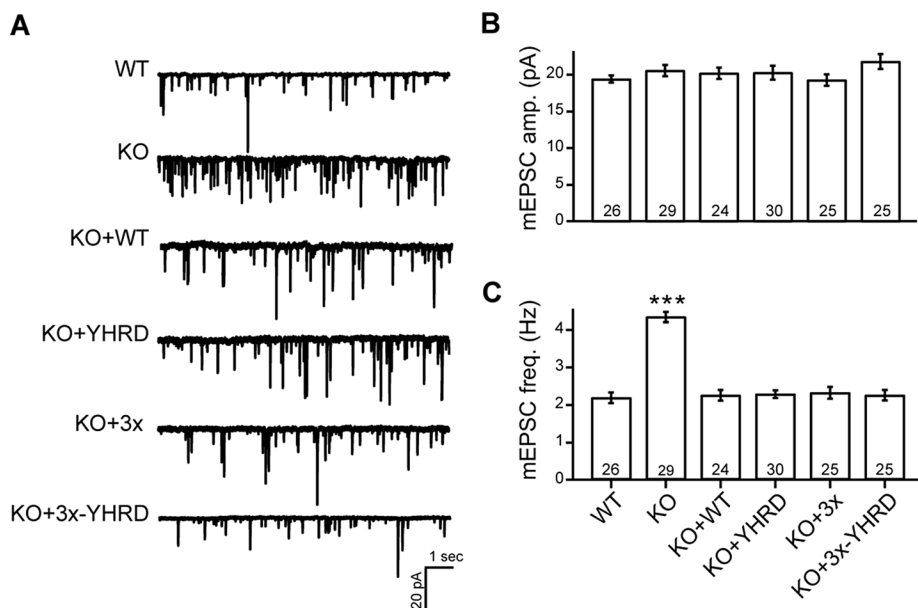 A
WT
KO
KO+WT
KO+YHRD
KO+3x
KO+3x-YHRD
1 sec
20 pA
B
mEPSC amp. (pA)
20
15
10
5
0
26 29 24 30 25 25
C
mEPSC freq. (Hz)
***
4
2
1
0
26 29 24 30 25 25
WT
KO
KO+WT
KO+YHRD
KO+3x
KO+3x-YHRD